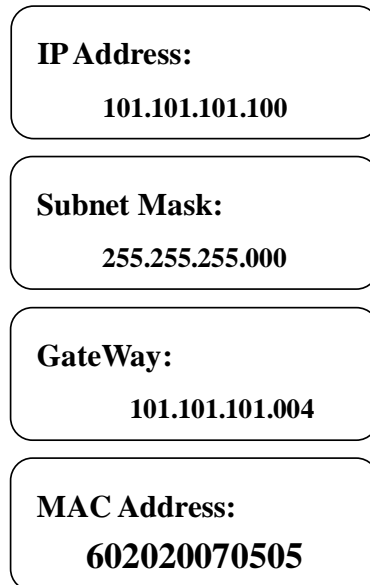 IP Address:
101.101.101.100
Subnet Mask:
255.255.255.000
GateWay:
101.101.101.004
MAC Address:
602020070505